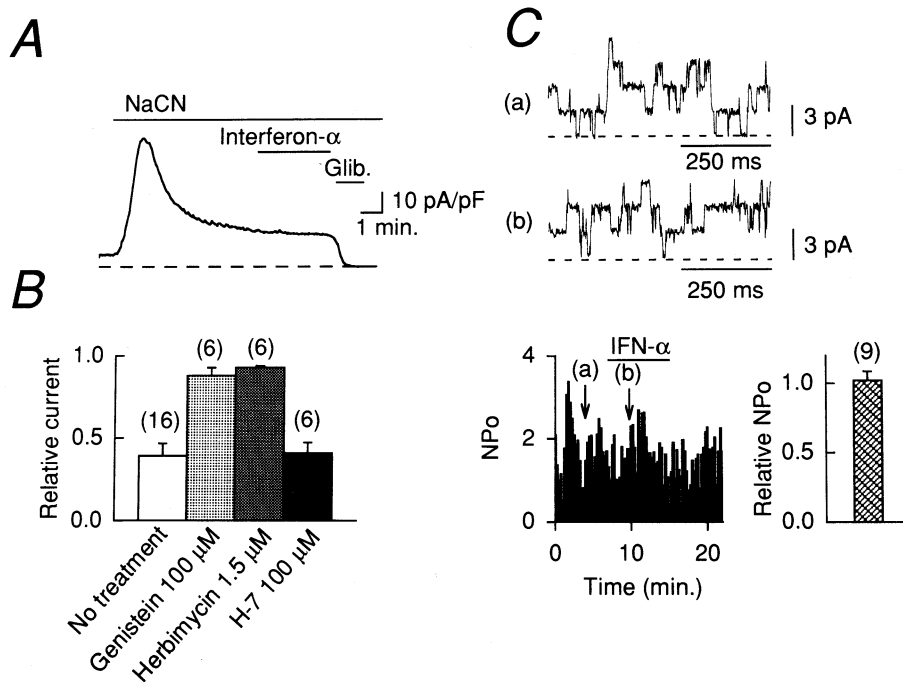 A
NaCN
Interferon-α
Glib.
10 pA/pF
1 min.
B
Relative current
1.0
0.5
0.0
(16)
(6)
(6)
(6)
No treatment
Genistein 100 µM
Herbimycin 1.5 µM
H-7 100 µM
C
(a)
3 pA
250 ms
(b)
3 pA
250 ms
NPo
4
2
0
IFN-α
(a)
(b)
0
10
20
Time (min.)
Relative NPo
1.0
0.5
0.0
(9)